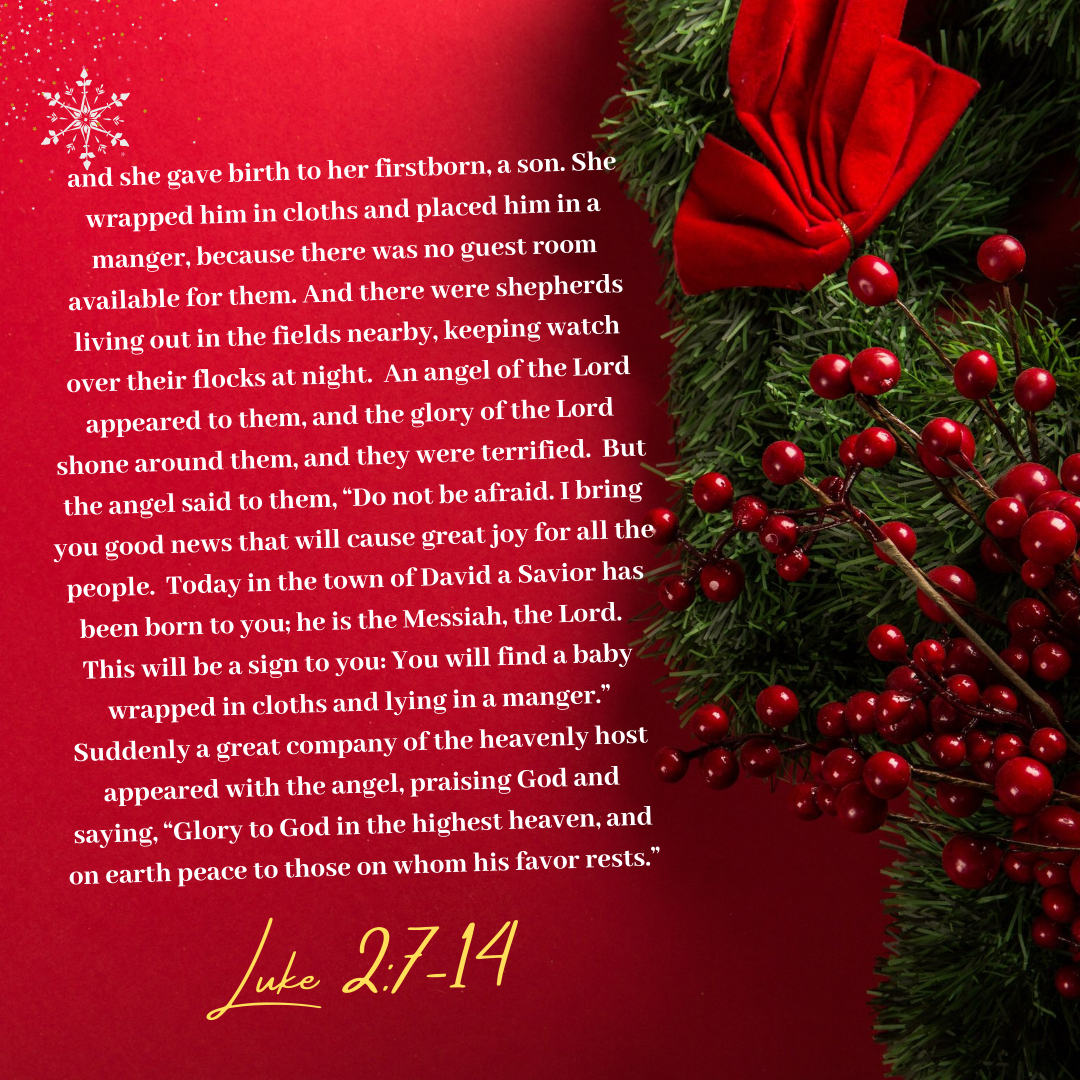 and she gave birth to her firstborn, a son. She
wrapped him in cloths and placed him in a
manger, because there was no guest room
available for them. And there were shepherds
living out in the fields nearby, keeping watch
over their flocks at night.  An angel of the Lord
appeared to them, and the glory of the Lord
shone around them, and they were terrified.  But
the angel said to them, “Do not be afraid. I bring
you good news that will cause great joy for all the
people.  Today in the town of David a Savior has
been born to you; he is the Messiah, the Lord.
This will be a sign to you: You will find a baby
wrapped in cloths and lying in a manger.”
Suddenly a great company of the heavenly host
appeared with the angel, praising God and
saying, “Glory to God in the highest heaven, and
on earth peace to those on whom his favor rests.”
Luke 2:7-14